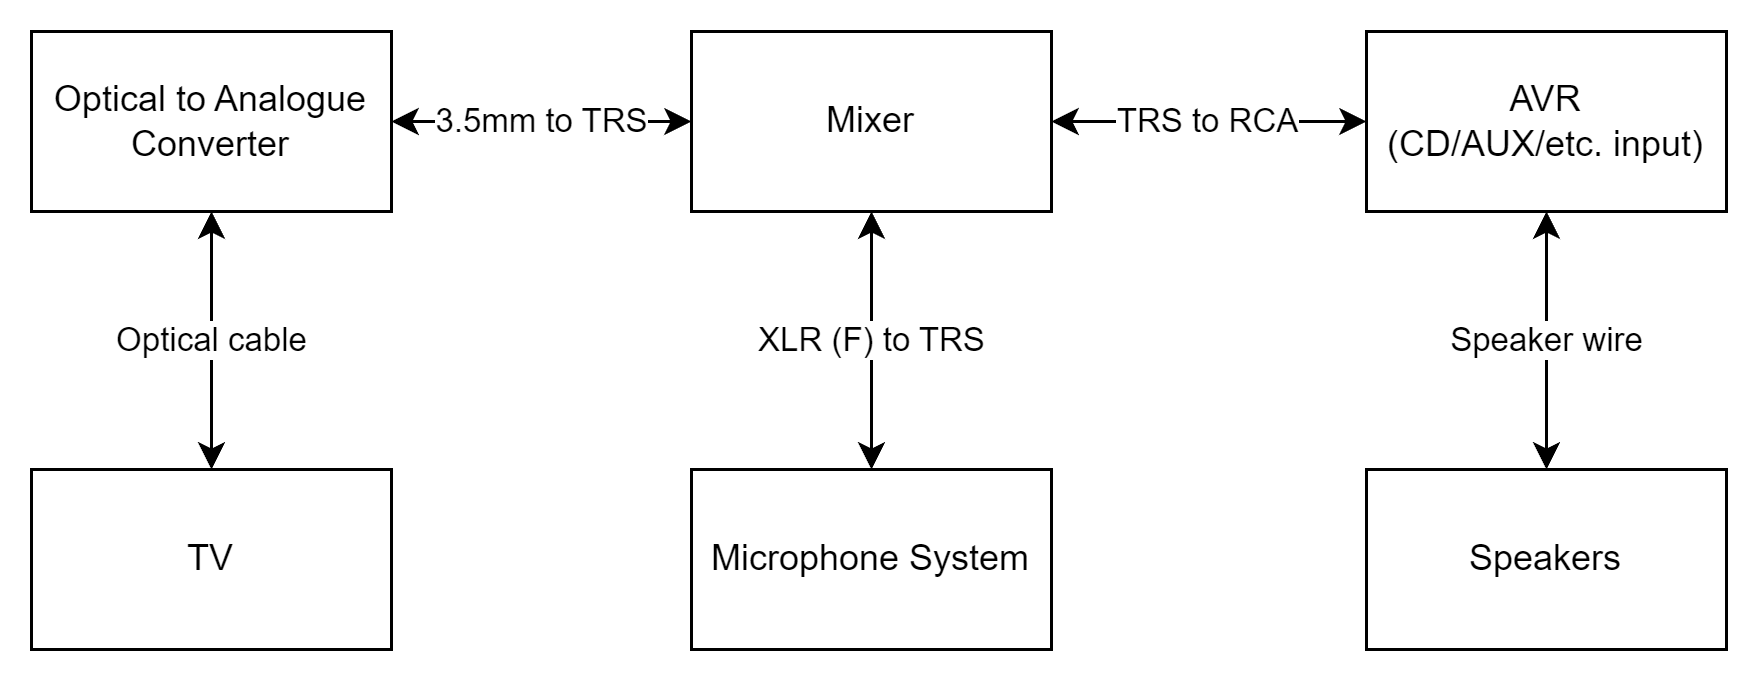 Optical to Analogue
Converter
3.5mm to TRS
Mixer
TRS to RCA
AVR
(CD/AUX/etc. input)
Optical cable
XLR (F) to TRS
Speaker wire
TV
Microphone System
Speakers